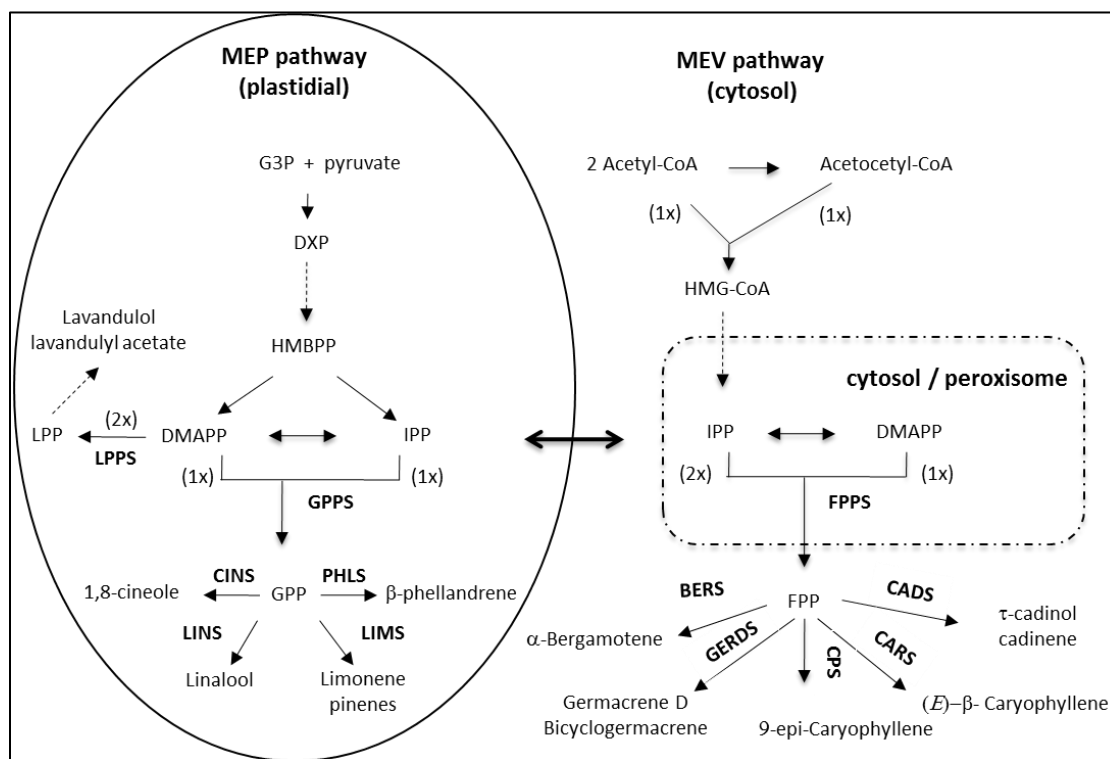 MEP pathway
(plastidial)
G3P + pyruvate
DXP
HMBPP
Lavandulol
lavandulyl acetate
LPP
(2x)
LPPS
DMAPP
IPP
(1x)
(1x)
GPPS
1,8-cineole
CINS
GPP
PHLS
β-phellandrene
LINS
LIMS
Linalool
Limonene
pinenes
MEV pathway
(cytosol)
2 Acetyl-CoA
Acetocetyl-CoA
(1x)
(1x)
HMG-CoA
cytosol / peroxisome
IPP
DMAPP
(2x)
(1x)
FPPS
BERS
FPP
CADS
α-Bergamotene
GERDS
CPS
CARS
τ-cadinol
cadinene
Germacrene D
Bicyclogermacrene
9-epi-Caryophyllene
(E)−β- Caryophyllene